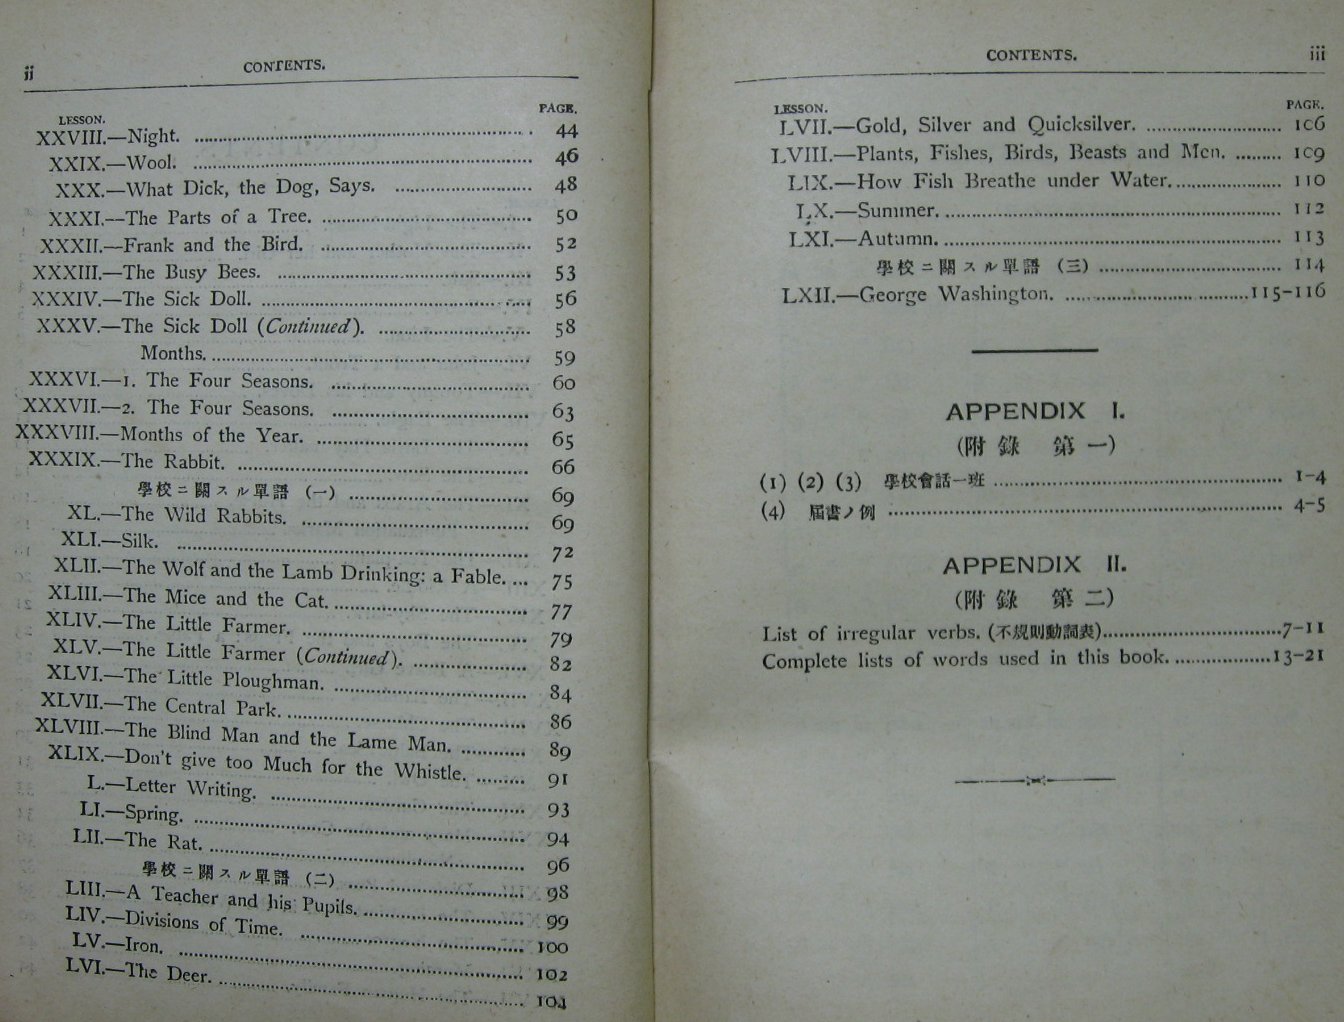 ii
CONTENTS.
LESSON. PAGE.
XXVIII.—Night. 44
XXIX.—Wool. 46
XXX.—What Dick, the Dog, Says. 48
XXXI.—The Parts of a Tree. 50
XXXII.—Frank and the Bird. 52
XXXIII.—The Busy Bees. 53
XXXIV.—The Sick Doll. 56
XXXV.—The Sick Doll (Continued). 58
Months. 59
XXXVI.—1. The Four Seasons. 60
XXXVII.—2. The Four Seasons. 63
XXXVIII.—Months of the Year. 65
XXXIX.—The Rabbit. 66
學校ニ關スル單語 (一) 69
XL.—The Wild Rabbits. 69
XLI.—Silk. 72
XLII.—The Wolf and the Lamb Drinking: a Fable. 75
XLIII.—The Mice and the Cat. 77
XLIV.—The Little Farmer. 79
XLV.—The Little Farmer (Continued). 82
XLVI.—The Little Ploughman. 84
XLVII.—The Central Park. 86
XLVIII.—The Blind Man and the Lame Man. 89
XLIX.—Don't give too Much for the Whistle. 91
L.—Letter Writing. 93
LI.—Spring. 94
LII.—The Rat. 96
學校ニ關スル單語 (二) 98
LIII.—A Teacher and his Pupils. 99
LIV.—Divisions of Time. 100
LV.—Iron. 102
LVI.—The Deer. 104
CONTENTS.
iii
LESSON. PAGE.
LVII.—Gold, Silver and Quicksilver. 106
LVIII.—Plants, Fishes, Birds, Beasts and Men. 109
LIX.—How Fish Breathe under Water. 110
LX.—Summer. 112
LXI.—Autumn. 113
學校ニ關スル單語 (三) 114
LXII.—George Washington. 115-116
APPENDIX I.
(附錄 第一)
(1) (2) (3) 學校會話一班 1-4
(4) 屆書ノ例 4-5
APPENDIX II.
(附錄 第二)
List of irregular verbs. (不規則動詞表) 7-11
Complete lists of words used in this book. 13-21